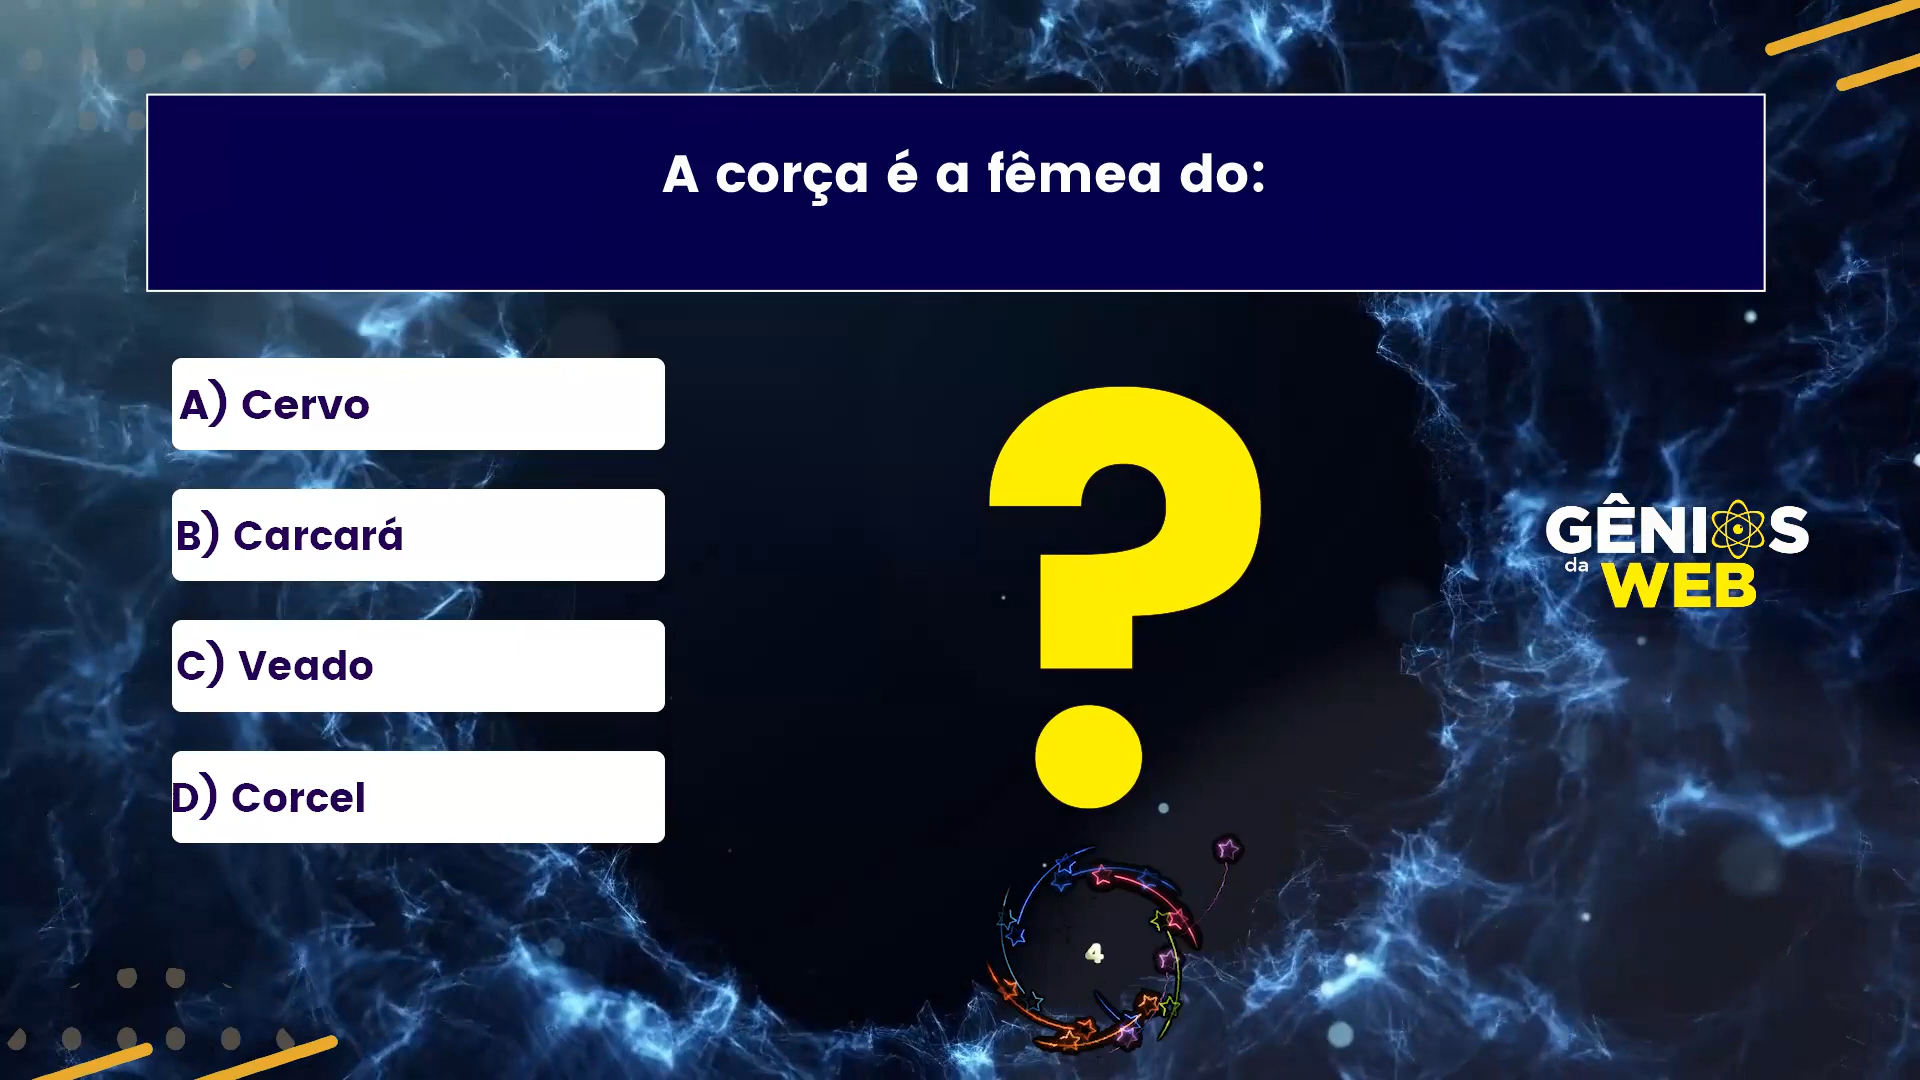 A corça é a fêmea do:
A) Cervo
B) Carcará
C) Veado
D) Corcel
GÊNIOS
da WEB
4